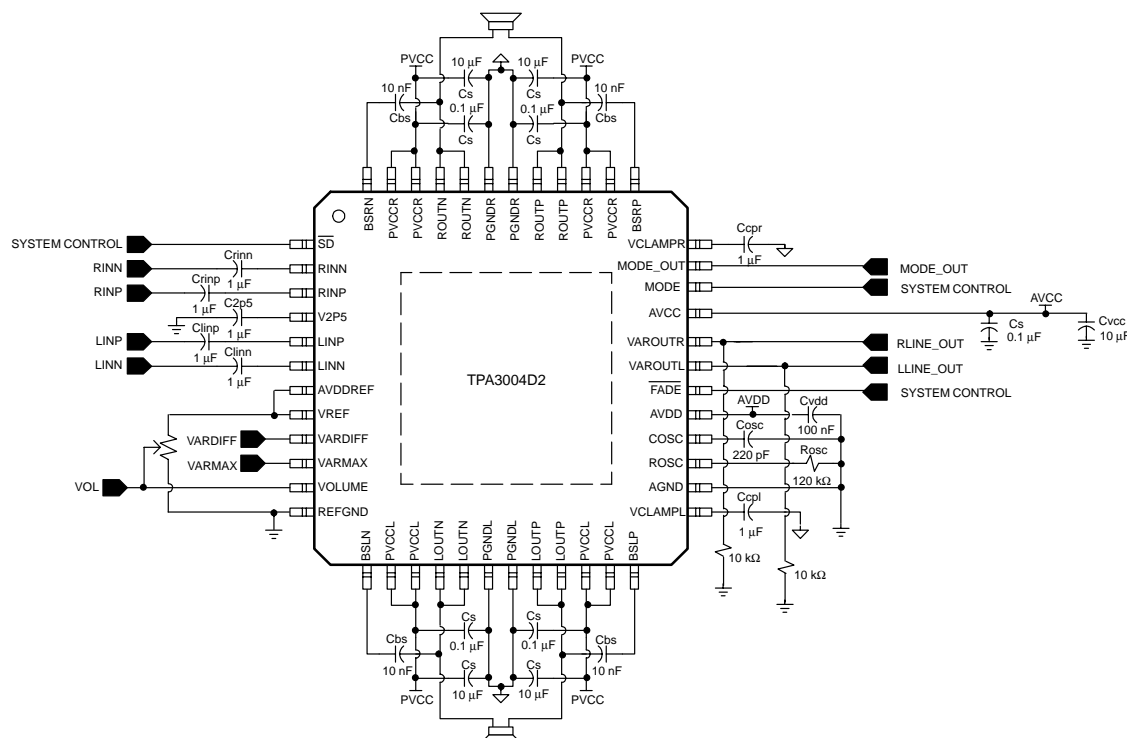 PVCC PVCC
10 µF 10 µF
10 nF Cs Cs 10 nF
0.1 µF 0.1 µF
Cbs Cs Cs Cbs
BSRN PVCCR PVCCR ROUTN ROUTN PGNDR PGNDR ROUTP ROUTP PVCCR PVCCR BSRP
SYSTEM CONTROL SD VCLAMPR Ccpr 1 µF
RINN Crinn 1 µF RINN MODE_OUT MODE_OUT
RINP Crinp 1 µF RINP MODE SYSTEM CONTROL
C2p5 1 µF V2P5 AVCC AVCC Cs 0.1 µF Cvcc 10 µF
LINP Clinp 1 µF LINP VAROUTR RLINE_OUT
LINN Clinn 1 µF LINN VAROUTL LLINE_OUT
TPA3004D2
AVDDREF FADE SYSTEM CONTROL
VREF AVDD AVDD Cvdd 100 nF
VARDIFF VARDIFF COSC Cosc 220 pF
VARMAX VARMAX ROSC Rosc 120 kΩ
VOL VOLUME AGND
REFGND VCLAMPL Ccpl 1 µF
BSLN PVCCL PVCCL LOUTN LOUTN PGNDL PGNDL LOUTP LOUTP PVCCL PVCCL BSLP
10 kΩ 10 kΩ
Cs Cs
Cbs 0.1 µF 0.1 µF Cbs
10 nF Cs Cs 10 nF
10 µF 10 µF
PVCC PVCC